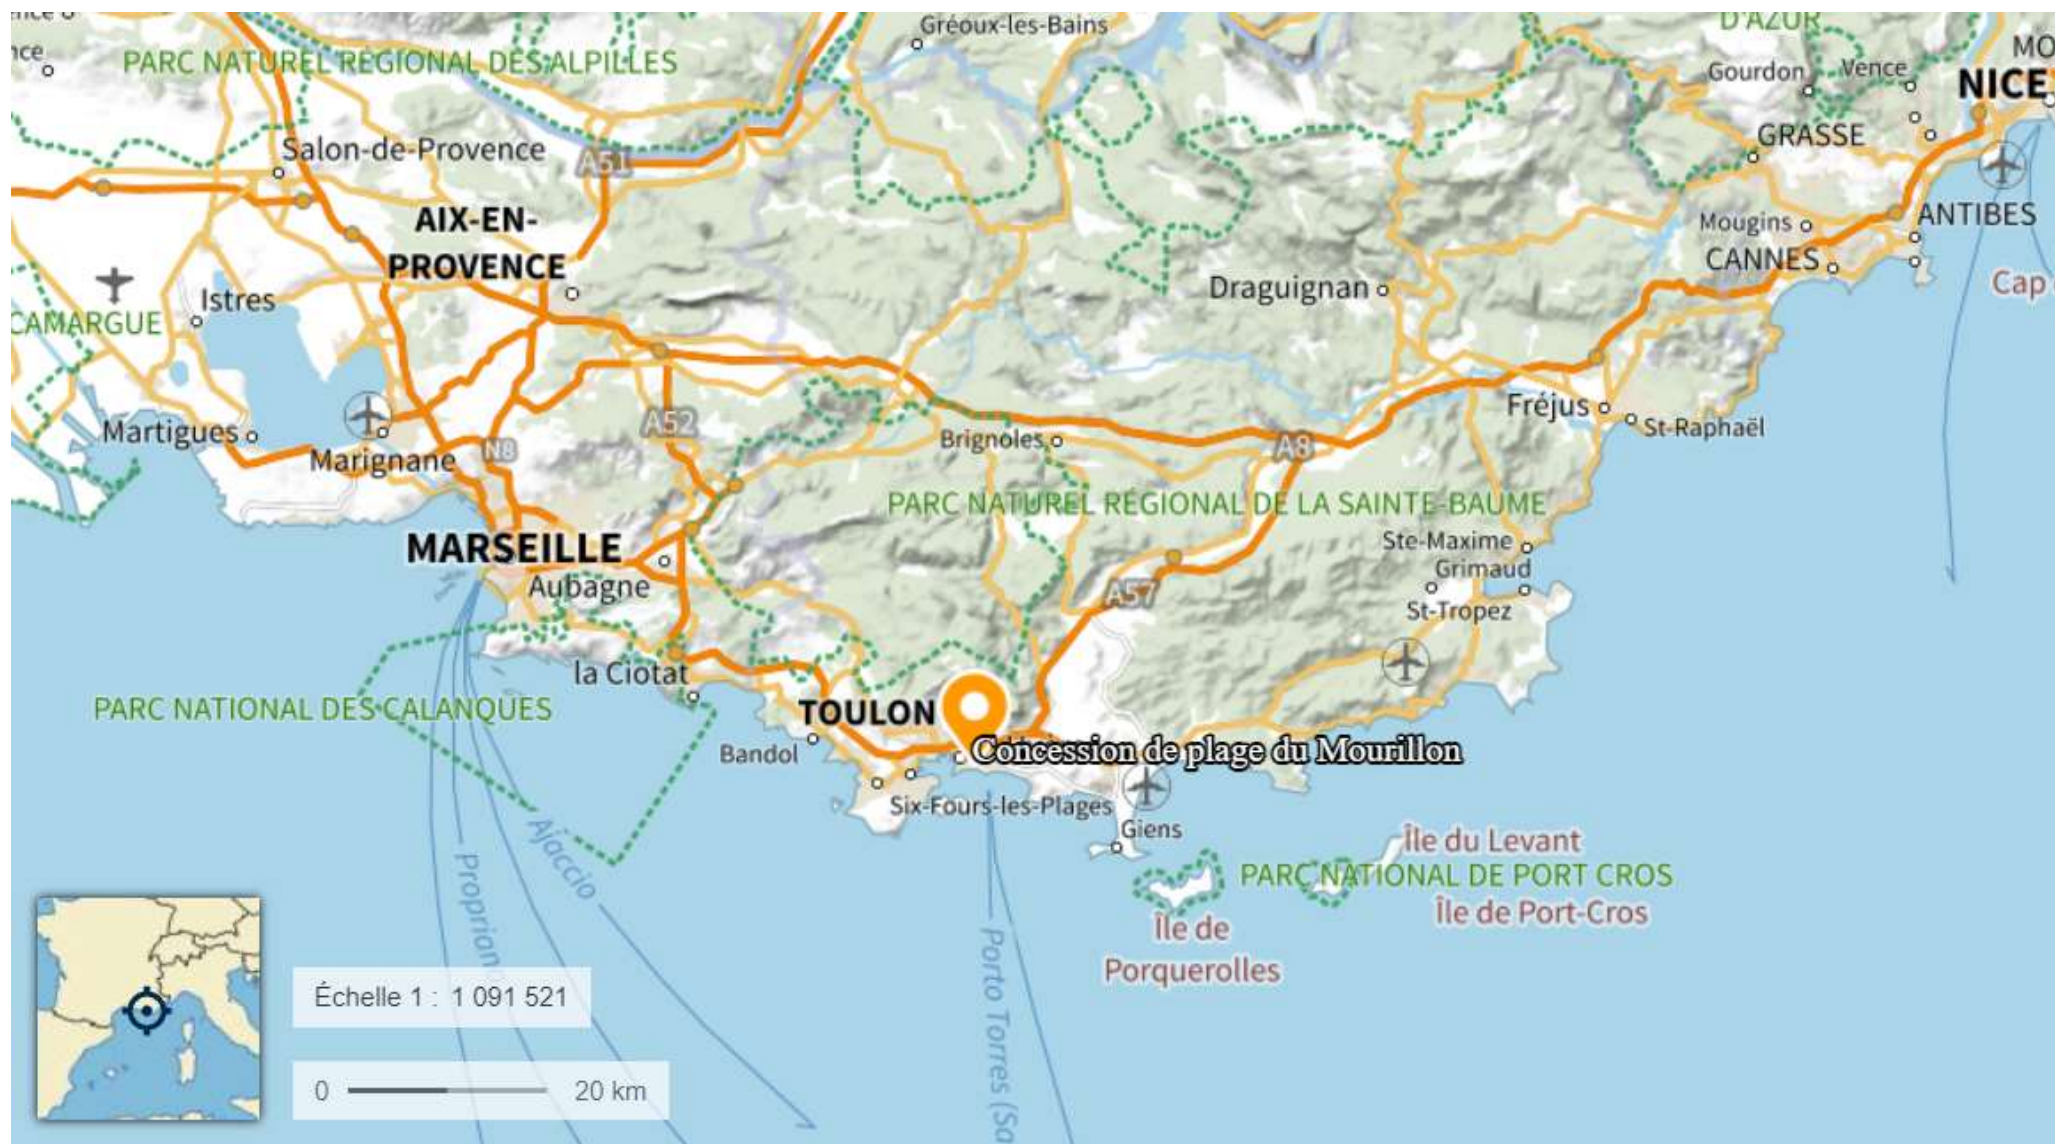 Gréoux-les-Bains
D'AZUR
PARC NATUREL RÉGIONAL DES ALPILLES
Gourdon
Vence
NICE
GRASSE
Salon-de-Provence
A51
AIX-EN-
PROVENCE
Mougins
ANTIBES
CANNES
Istres
Draguignan
Cap
CAMARGUE
Martigues
Marignane
N8
A52
Brignoles
A8
Fréjus
St-Raphaël
PARC NATUREL RÉGIONAL DE LA SAINTE-BAUME
MARSEILLE
Aubagne
Ste-Maxime
Grimaud
St-Tropez
A57
la Ciotat
PARC NATIONAL DES CALANQUES
TOULON
Bandol
Concession de plage du Mourillon
Six-Fours-les-Plages
Giens
Île du Levant
PARC NATIONAL DE PORT CROS
Île de Port-Cros
Île de
Porquerolles
Ajaccio
Propriano
Porto Torres (Sa
Échelle 1 : 1 091 521
0 20 km